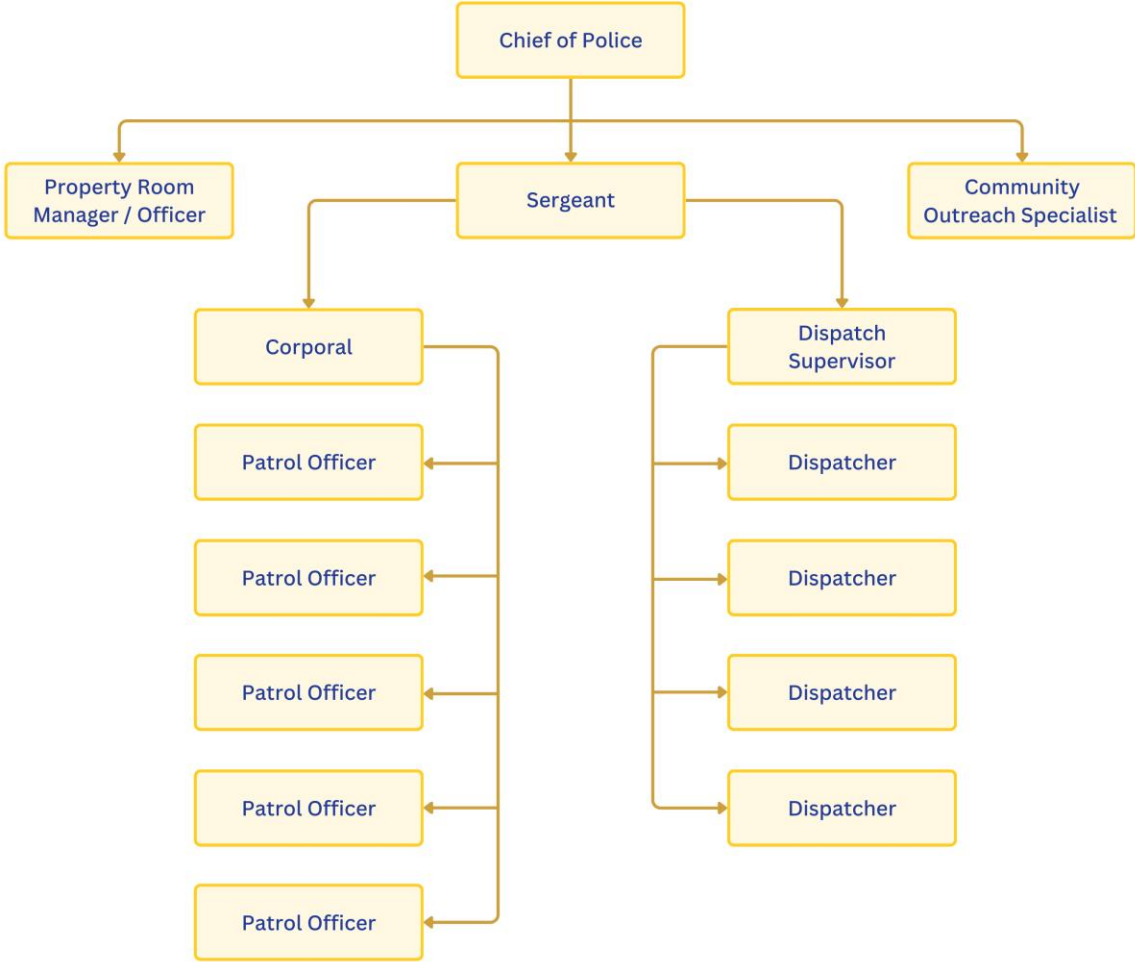 Chief of Police
Property Room
Manager / Officer
Sergeant
Community
Outreach Specialist
Corporal
Dispatch
Supervisor
Patrol Officer
Dispatcher
Patrol Officer
Dispatcher
Patrol Officer
Dispatcher
Patrol Officer
Dispatcher
Patrol Officer